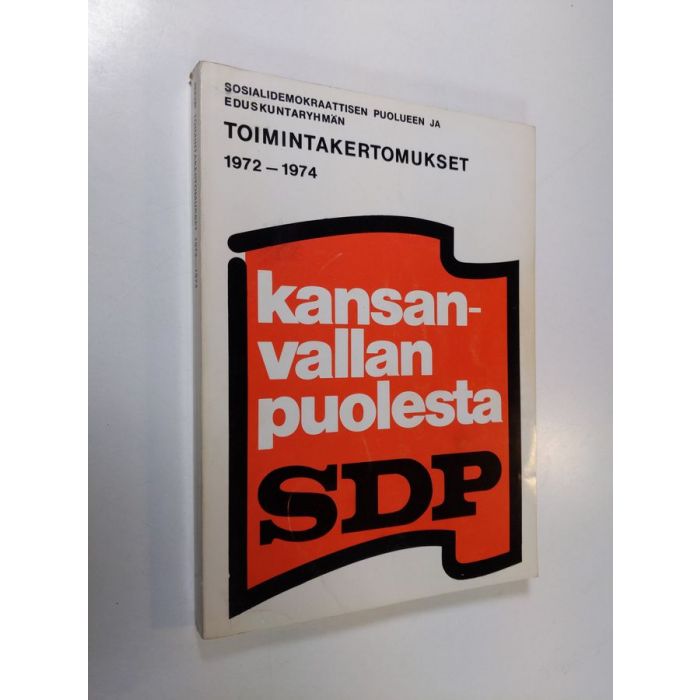 SOSIALIDEMOKRAATTISEN PUOLUEEN JA
EDUSKUNTARYHMÄN
TOIMINTAKERTOMUKSET
1972 — 1974
kansan-
vallan
puolesta
SDP